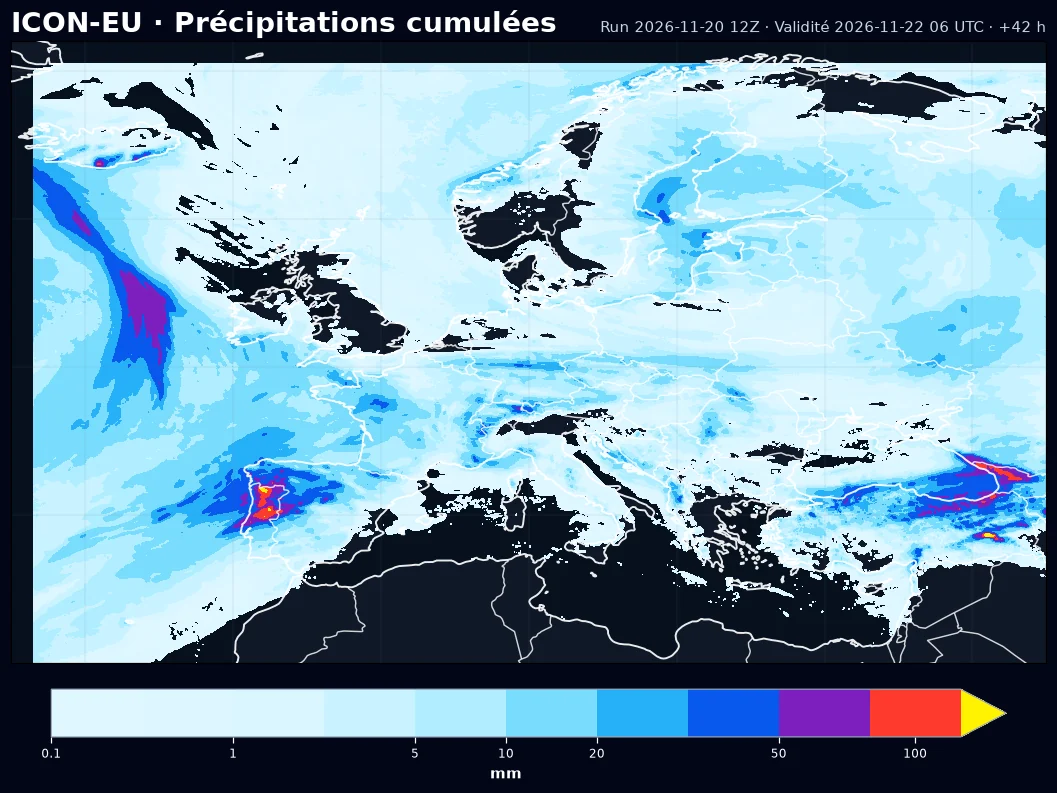 ICON-EU · Précipitations cumulées
Run 2026-11-20 12Z · Validité 2026-11-22 06 UTC · +42 h
0.1 1 5 10 20 50 100
mm